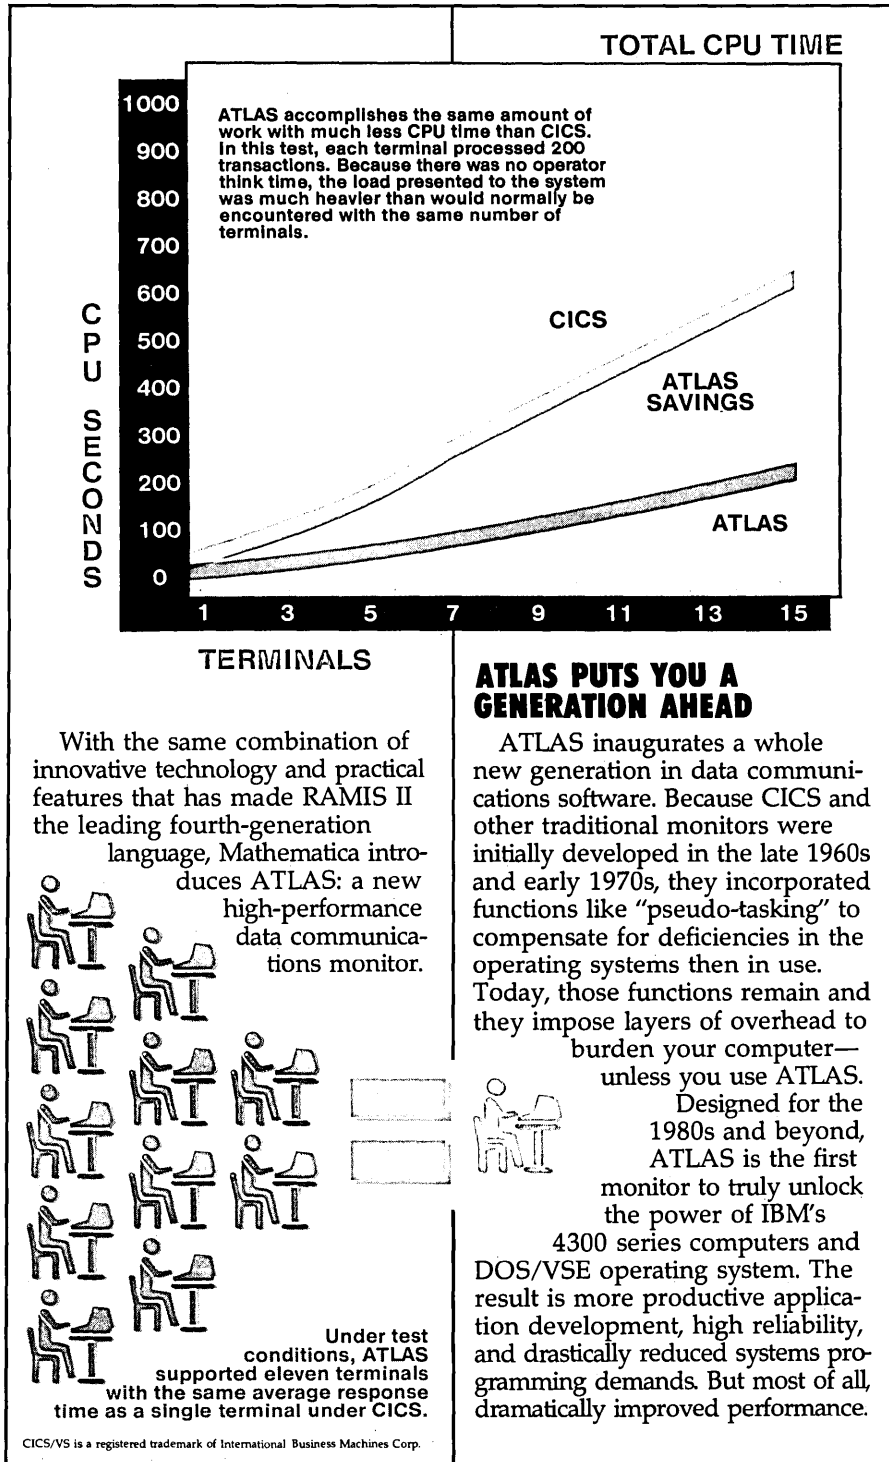 TOTAL CPU TIME
ATLAS accomplishes the same amount of
work with much less CPU time than CICS.
In this test, each terminal processed 200
transactions. Because there was no operator
think time, the load presented to the system
was much heavier than would normally be
encountered with the same number of
terminals.
1000
900
800
700
600
500
400
300
200
100
0
CPU SECONDS
CICS
ATLAS
SAVINGS
ATLAS
1 3 5 7 9 11 13 15
TERMINALS
With the same combination of
innovative technology and practical
features that has made RAMIS II
the leading fourth-generation
language, Mathematica intro-
duces ATLAS: a new
high-performance
data communica-
tions monitor.
Under test
conditions, ATLAS
supported eleven terminals
with the same average response
time as a single terminal under CICS.
CICS/VS is a registered trademark of International Business Machines Corp.
ATLAS PUTS YOU A
GENERATION AHEAD
ATLAS inaugurates a whole
new generation in data communi-
cations software. Because CICS and
other traditional monitors were
initially developed in the late 1960s
and early 1970s, they incorporated
functions like "pseudo-tasking" to
compensate for deficiencies in the
operating systems then in use.
Today, those functions remain and
they impose layers of overhead to
burden your computer—
unless you use ATLAS.
Designed for the
1980s and beyond,
ATLAS is the first
monitor to truly unlock
the power of IBM's
4300 series computers and
DOS/VSE operating system. The
result is more productive applica-
tion development, high reliability,
and drastically reduced systems pro-
gramming demands. But most of all,
dramatically improved performance.